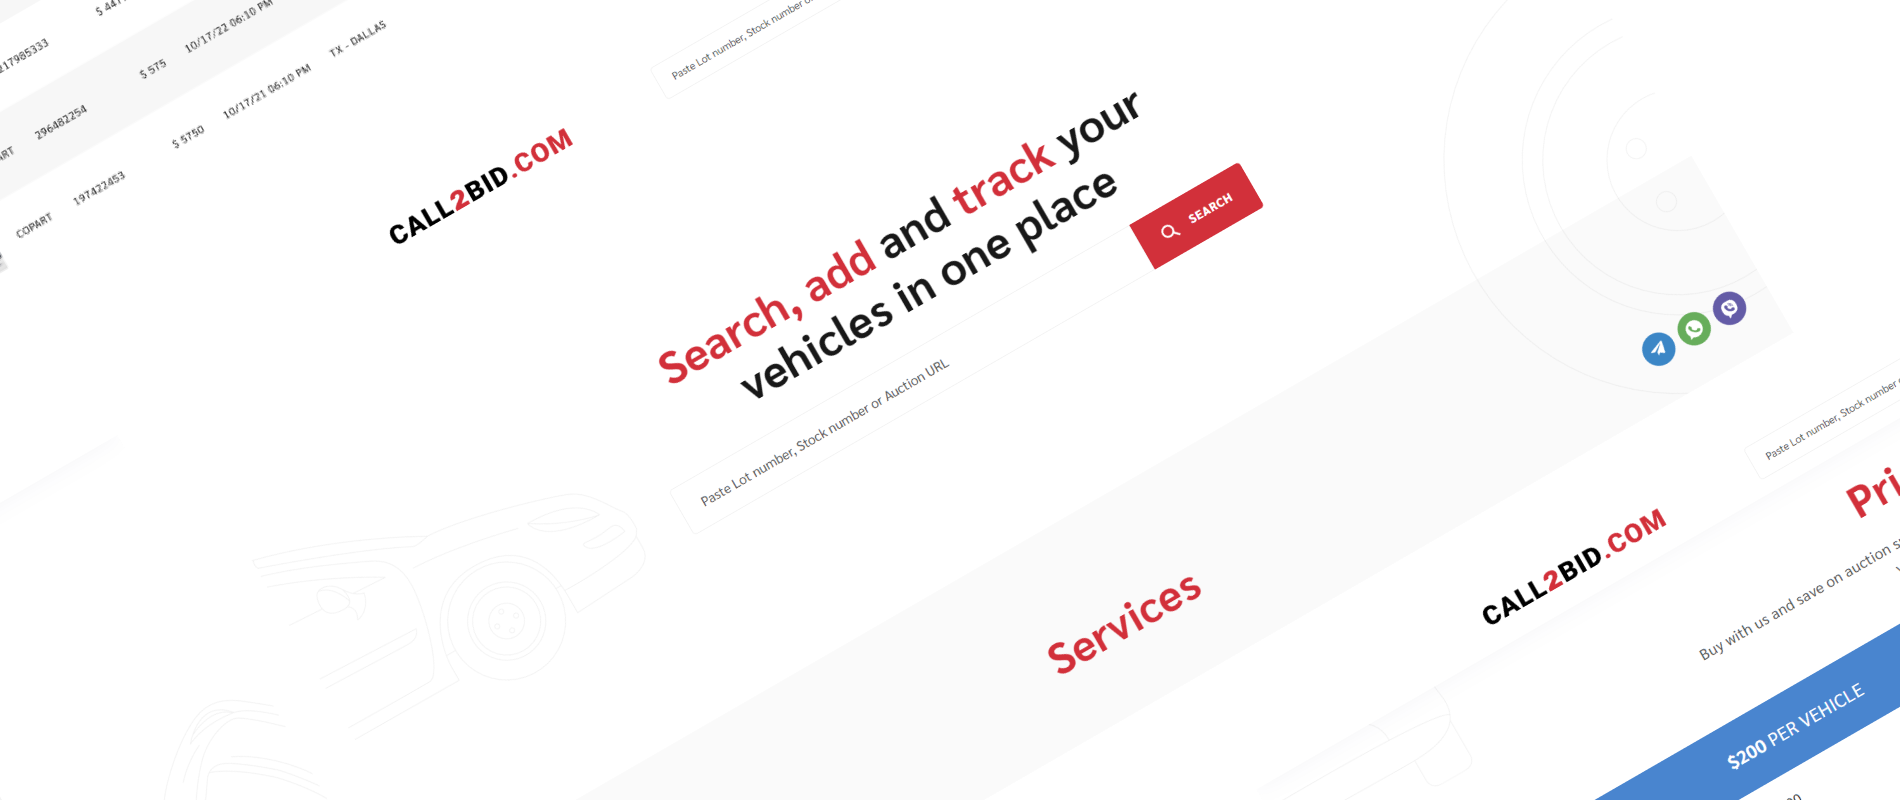 217985333
$ 575 10/17/22 06:10 PM
296482254
$ 5750 10/17/21 06:10 PM TX - DALLAS
COPART 197422453
CALL2BID.COM
Paste Lot number, Stock number
Search, add and track your
vehicles in one place
Paste Lot number, Stock number or Auction URL
SEARCH
Services
CALL2BID.COM
Paste Lot number, Stock number
Buy with us and save on auction
$200 PER VEHICLE